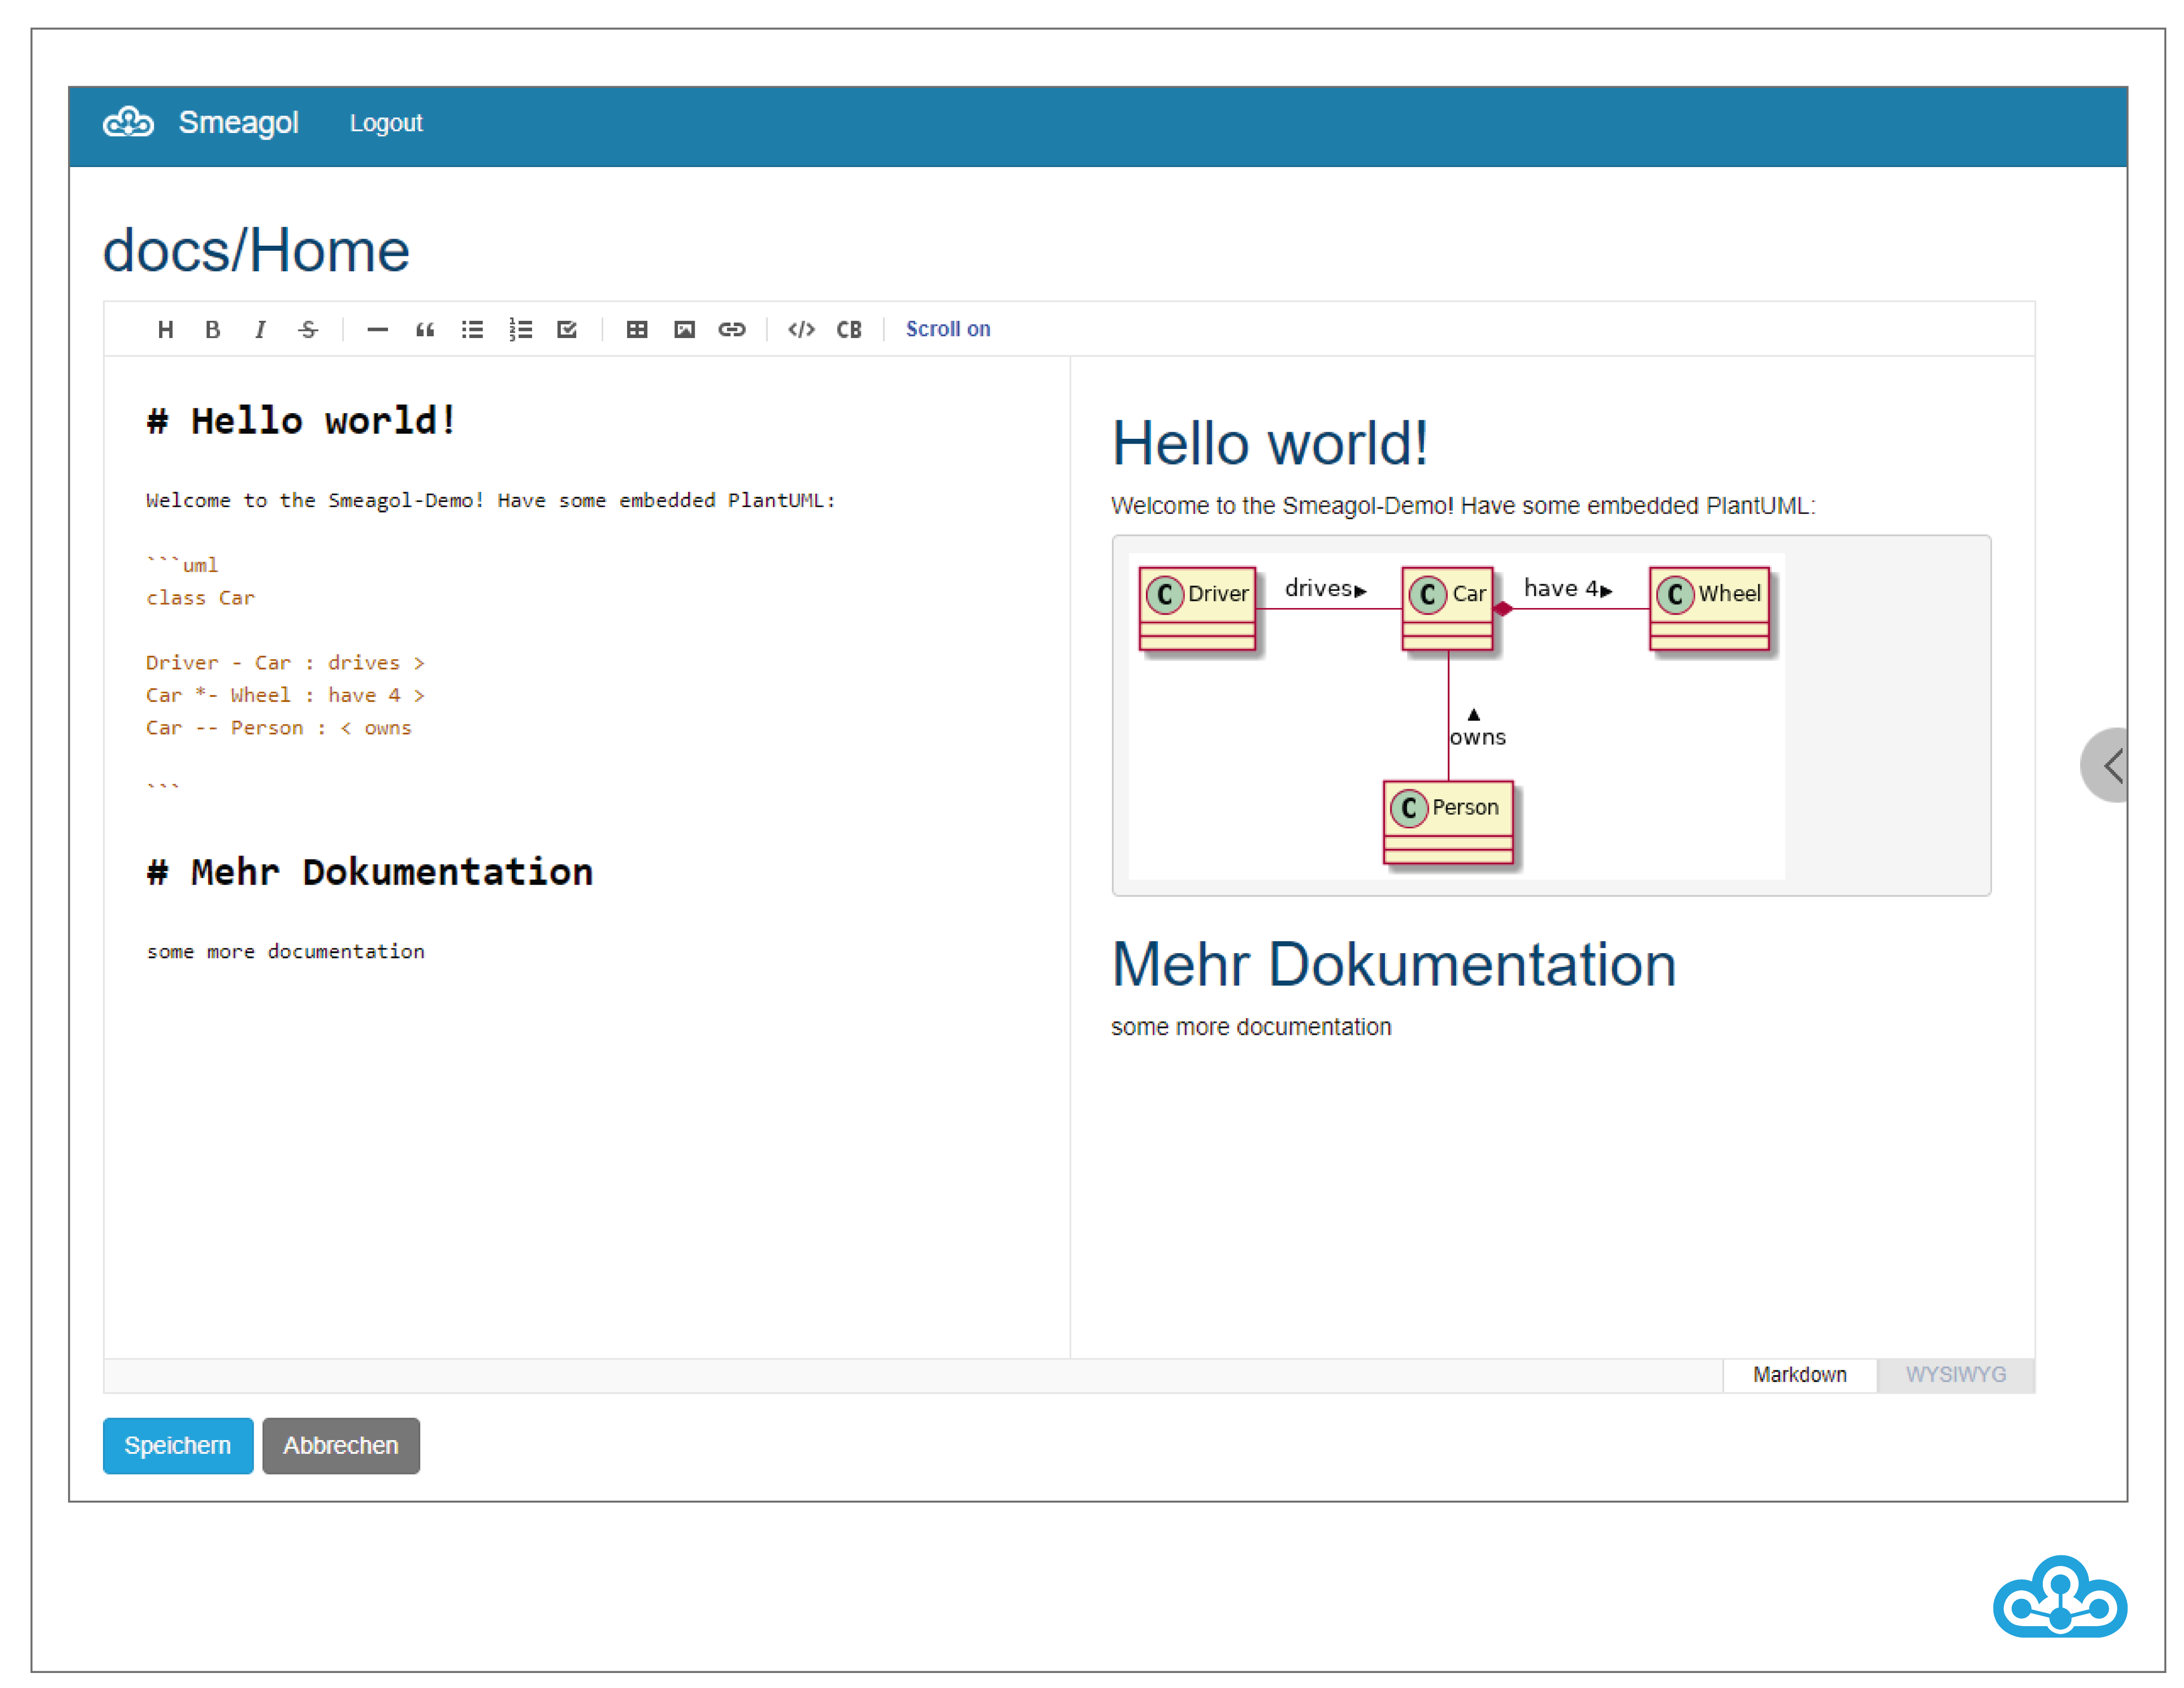 Smeagol Logout
docs/Home
H B I S “ </> CB Scroll on
# Hello world!
Welcome to the Smeagol-Demo! Have some embedded PlantUML:
```uml
class Car
Driver - Car : drives >
Car *- Wheel : have 4 >
Car -- Person : < owns
```
# Mehr Dokumentation
some more documentation
Hello world!
Welcome to the Smeagol-Demo! Have some embedded PlantUML:
C Driver drives▶ C Car have 4▶ C Wheel
▲
owns
C Person
Mehr Dokumentation
some more documentation
Markdown WYSIWYG
Speichern Abbrechen